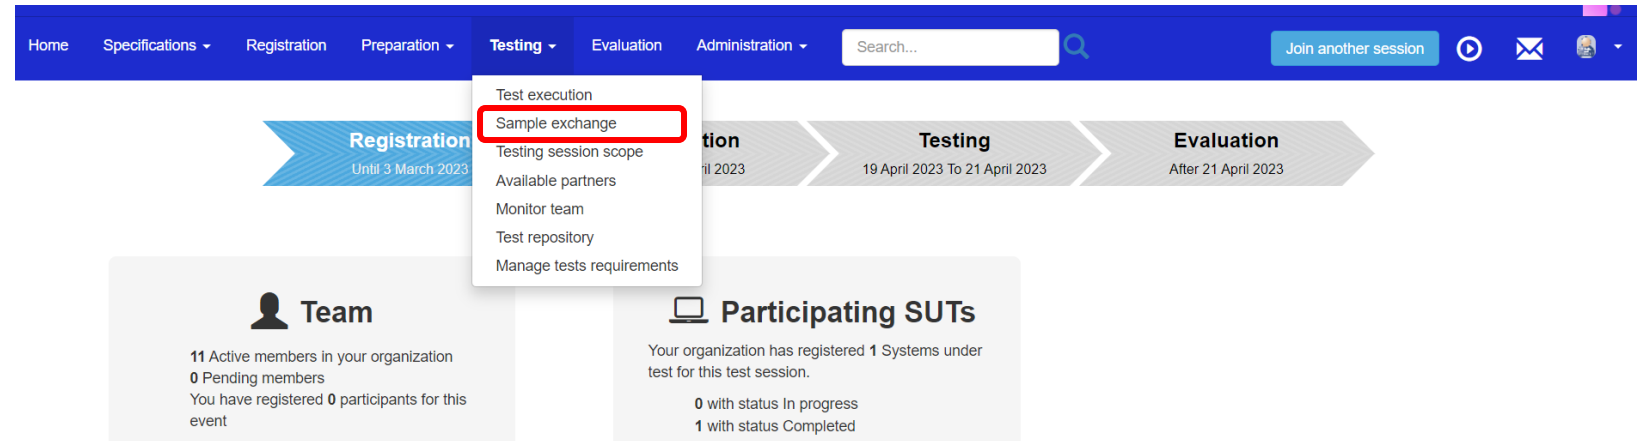 Home Specifications Registration Preparation Testing Evaluation Administration Search... Join another session
Test execution
Sample exchange
Testing session scope
Available partners
Monitor team
Test repository
Manage tests requirements
Registration
Until 3 March 2023
2023
Testing
19 April 2023 To 21 April 2023
Evaluation
After 21 April 2023
Team
11 Active members in your organization
0 Pending members
You have registered 0 participants for this
event
Participating SUTs
Your organization has registered 1 Systems under
test for this test session.
0 with status In progress
1 with status Completed